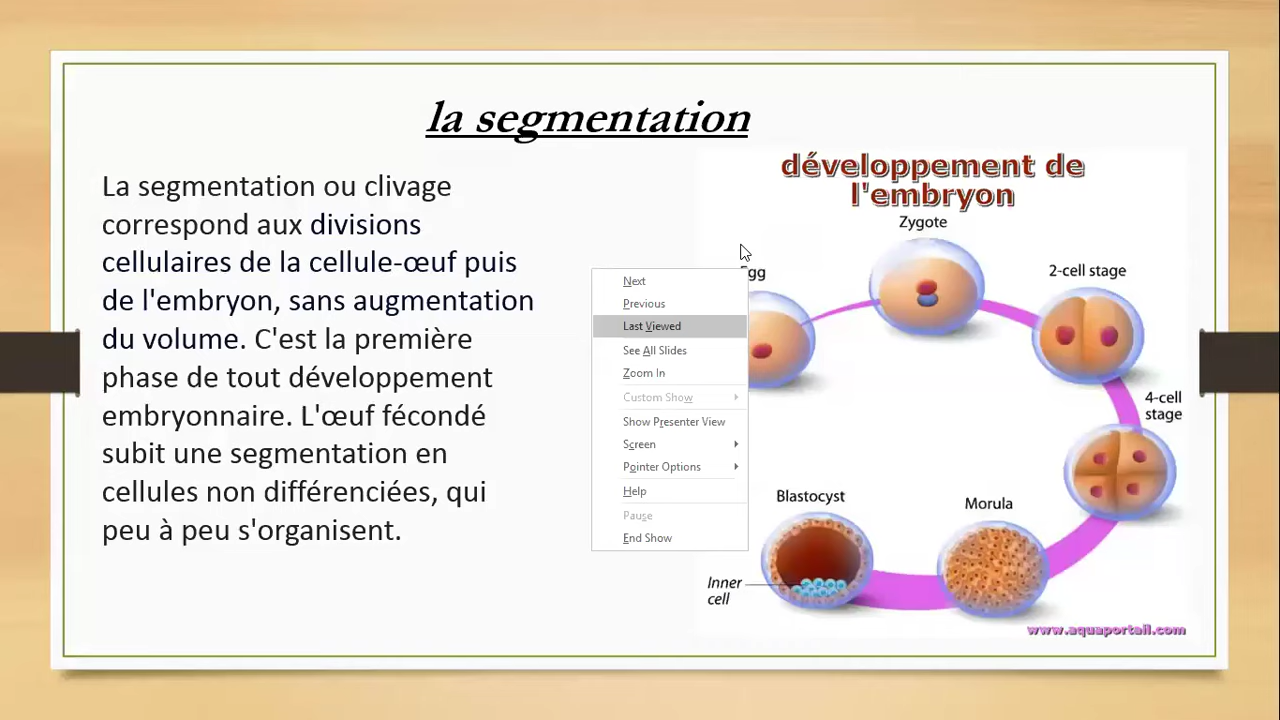 la segmentation
La segmentation ou clivage
correspond aux divisions
cellulaires de la cellule-œuf puis
de l'embryon, sans augmentation
du volume. C'est la première
phase de tout développement
embryonnaire. L'œuf fécondé
subit une segmentation en
cellules non différenciées, qui
peu à peu s'organisent.
développement de
l'embryon
Zygote
Egg
2-cell stage
4-cell
stage
Morula
Blastocyst
Inner
cell
www.aquaportail.com
Next
Previous
Last Viewed
See All Slides
Zoom In
Custom Show
Show Presenter View
Screen
Pointer Options
Help
Pause
End Show